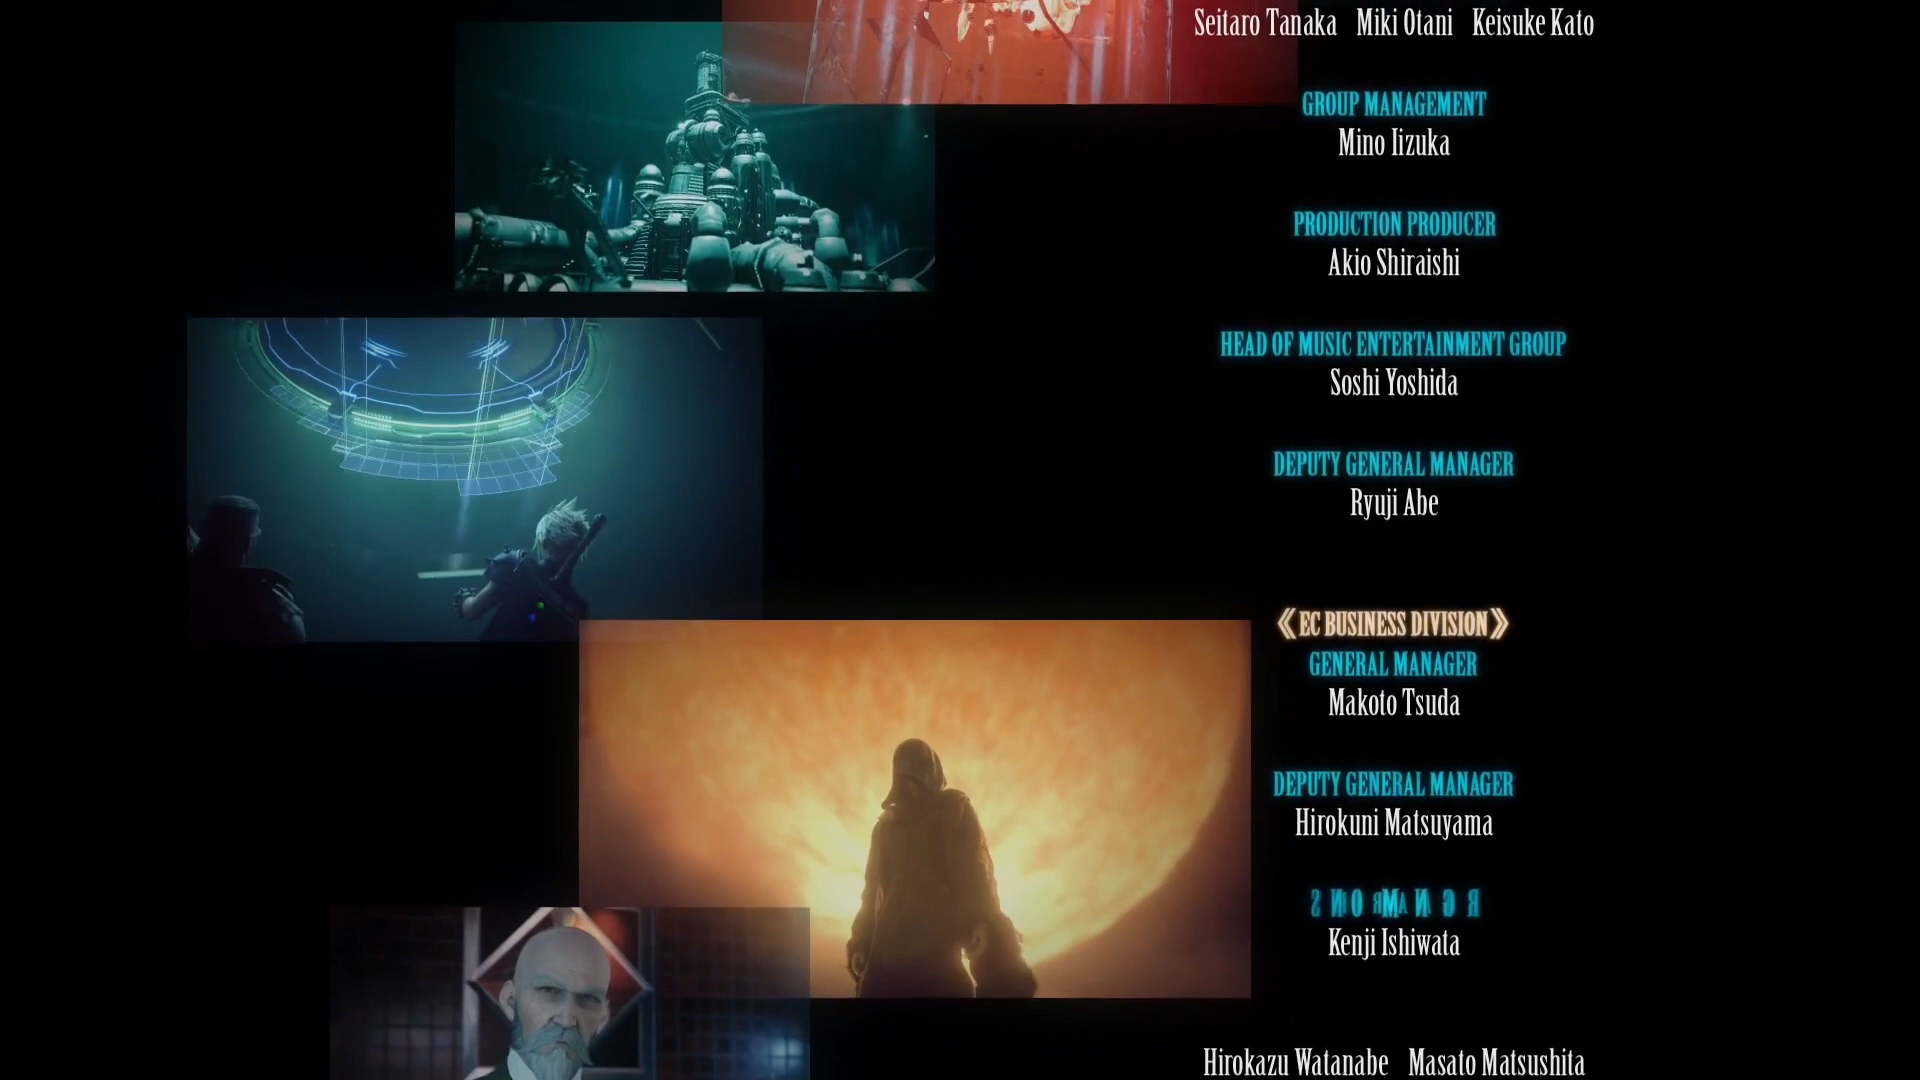 Seitaro Tanaka Miki Otani Keisuke Kato
GROUP MANAGEMENT
Mino Iizuka
PRODUCTION PRODUCER
Akio Shiraishi
HEAD OF MUSIC ENTERTAINMENT GROUP
Soshi Yoshida
DEPUTY GENERAL MANAGER
Ryuji Abe
《EC BUSINESS DIVISION》
GENERAL MANAGER
Makoto Tsuda
DEPUTY GENERAL MANAGER
Hirokuni Matsuyama
Kenji Ishiwata
Hirokazu Watanabe Masato Matsushita